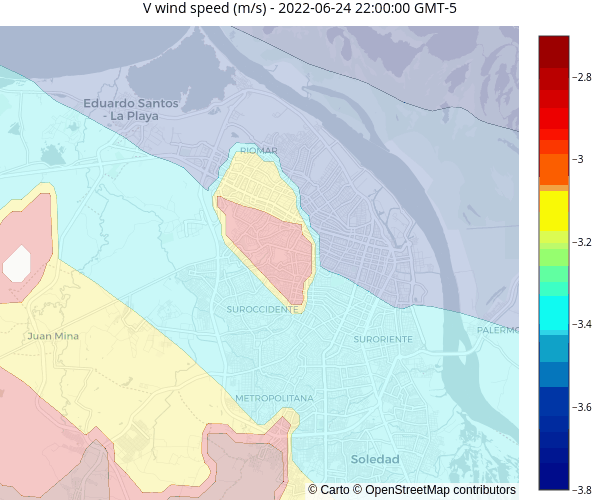 V wind speed (m/s) - 2022-06-24 22:00:00 GMT-5
−2.8
Eduardo Santos
- La Playa
RIOMAR
−3
−3.2
SUROCCIDENTE
−3.4
PALERMO
Juan Mina
SURORIENTE
METROPOLITANA
−3.6
Soledad
© Carto © OpenStreetMap contributors
−3.8